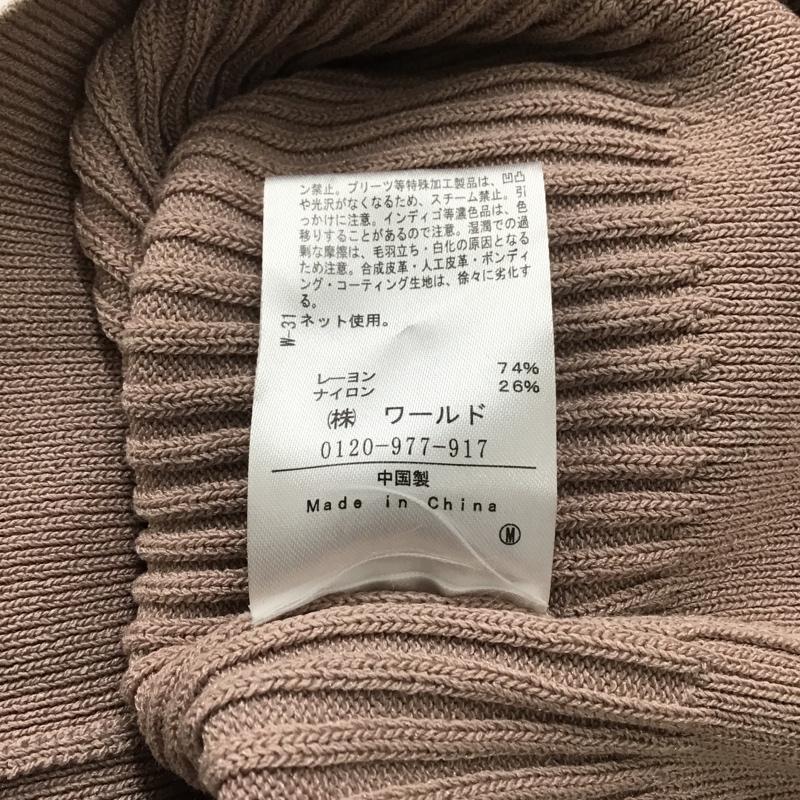 ン禁止。プリーツ等特殊加工製品は、凹凸
や光沢がなくなるため、スチーム禁止。引
っかけに注意。インディゴ等濃色品は、色
移りすることがあるので注意。湿潤での過
剰な摩擦は、毛羽立ち・白化の原因となる
ため注意。合成皮革・人工皮革・ボンディ
ング・コーティング生地は、徐々に劣化す
る。
ネット使用。
W-31
レーヨン 74%
ナイロン 26%
㈱ ワールド
0120-977-917
中国製
Made in China
Ⓜ